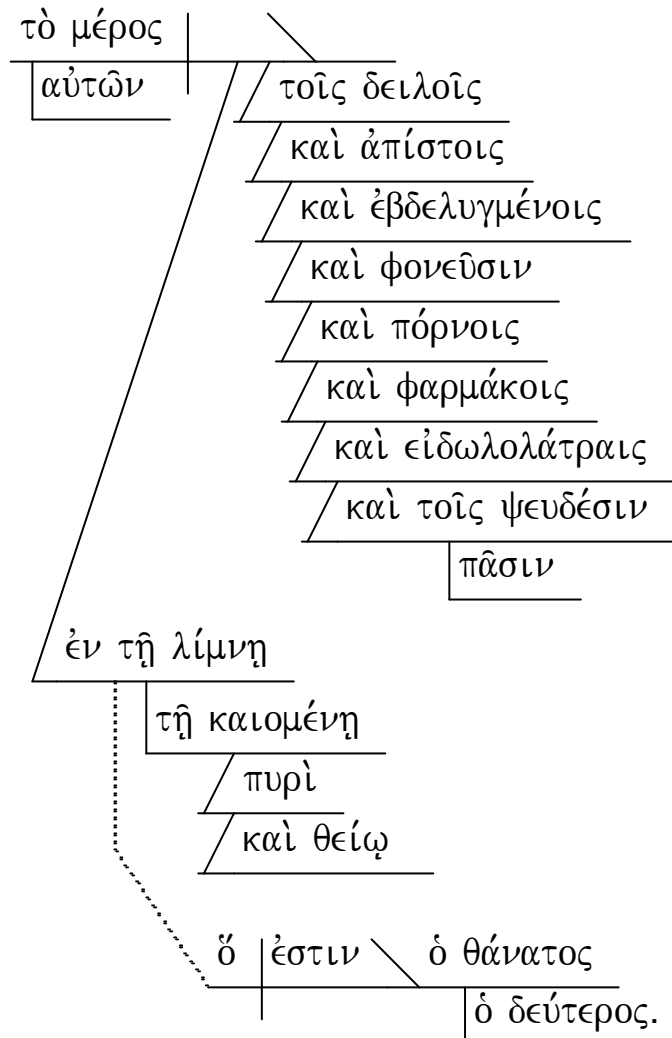 τὸ μέρος
αὐτῶν
τοῖς δειλοῖς
καὶ ἀπίστοις
καὶ ἐβδελυγμένοις
καὶ φονεῦσιν
καὶ πόρνοις
καὶ φαρμάκοις
καὶ εἰδωλολάτραις
καὶ τοῖς ψευδέσιν
πᾶσιν
ἐν τῇ λίμνῃ
τῇ καιομένῃ
πυρὶ
καὶ θείῳ
ὅ ἐστιν ὁ θάνατος
ὁ δεύτερος.